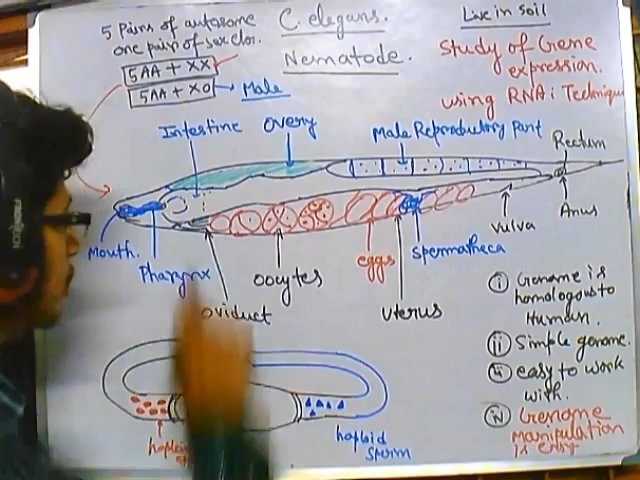 5 Pairs of autosome
one pair of sex chr.
5AA + XX
5AA + XO → Male
C. elegans.
Nematode.
Live in soil
Study of Gene
expression.
using RNAi Technique
Intestine
overy
Male Reproductory part
Rectum
Mouth.
Pharynx
oviduct
oocytes
eggs
uterus
spermatheca
vulva
Anus
i Genome is
homologous to
Human.
ii Simple genome.
ii easy to work
with.
iv Genome
manipulation
is easy
haploid
sperm